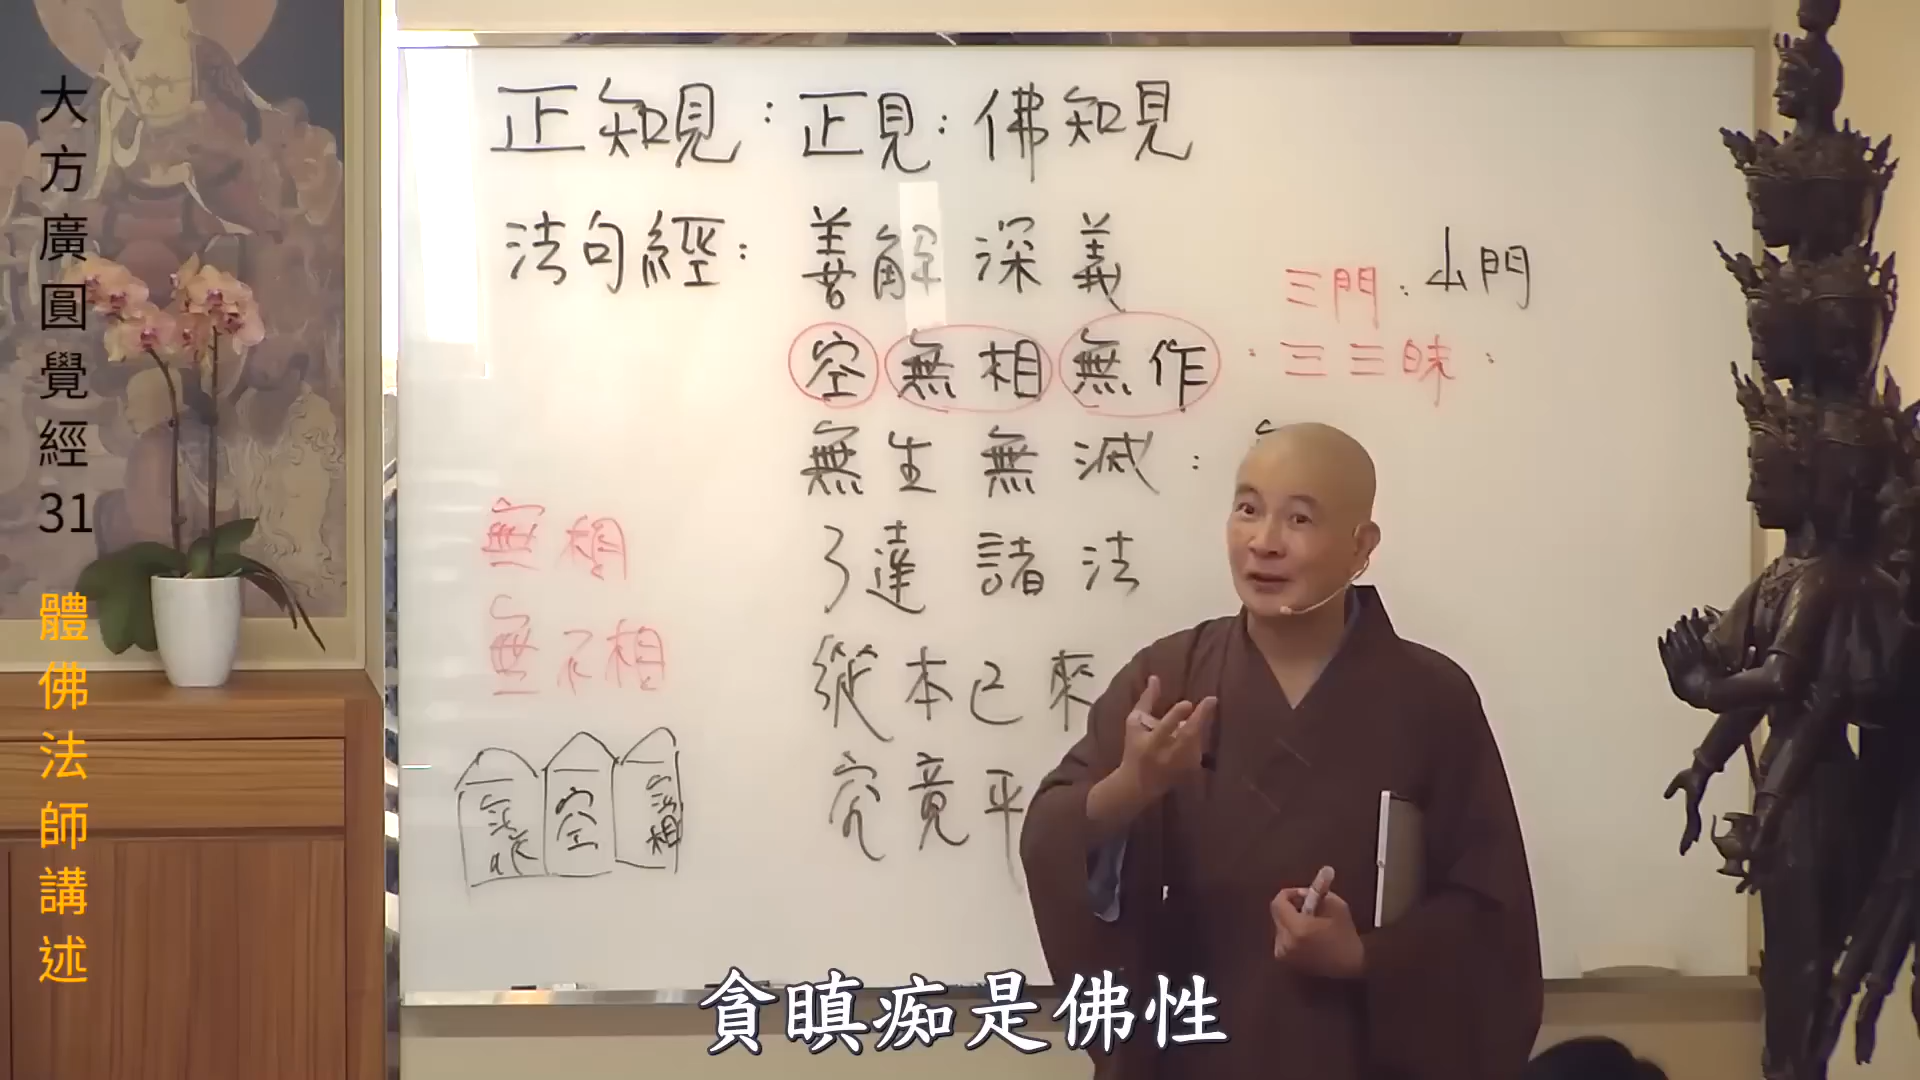 大方廣圓覺經31
體佛法師講述
正知見：正見：佛知見
法句經：善解深義
空 無相 無作：三三昧：
三門：山門
無生無滅：
了達諸法
從本已來
究竟平
無相
無不相
空
無相
貪瞋痴是佛性